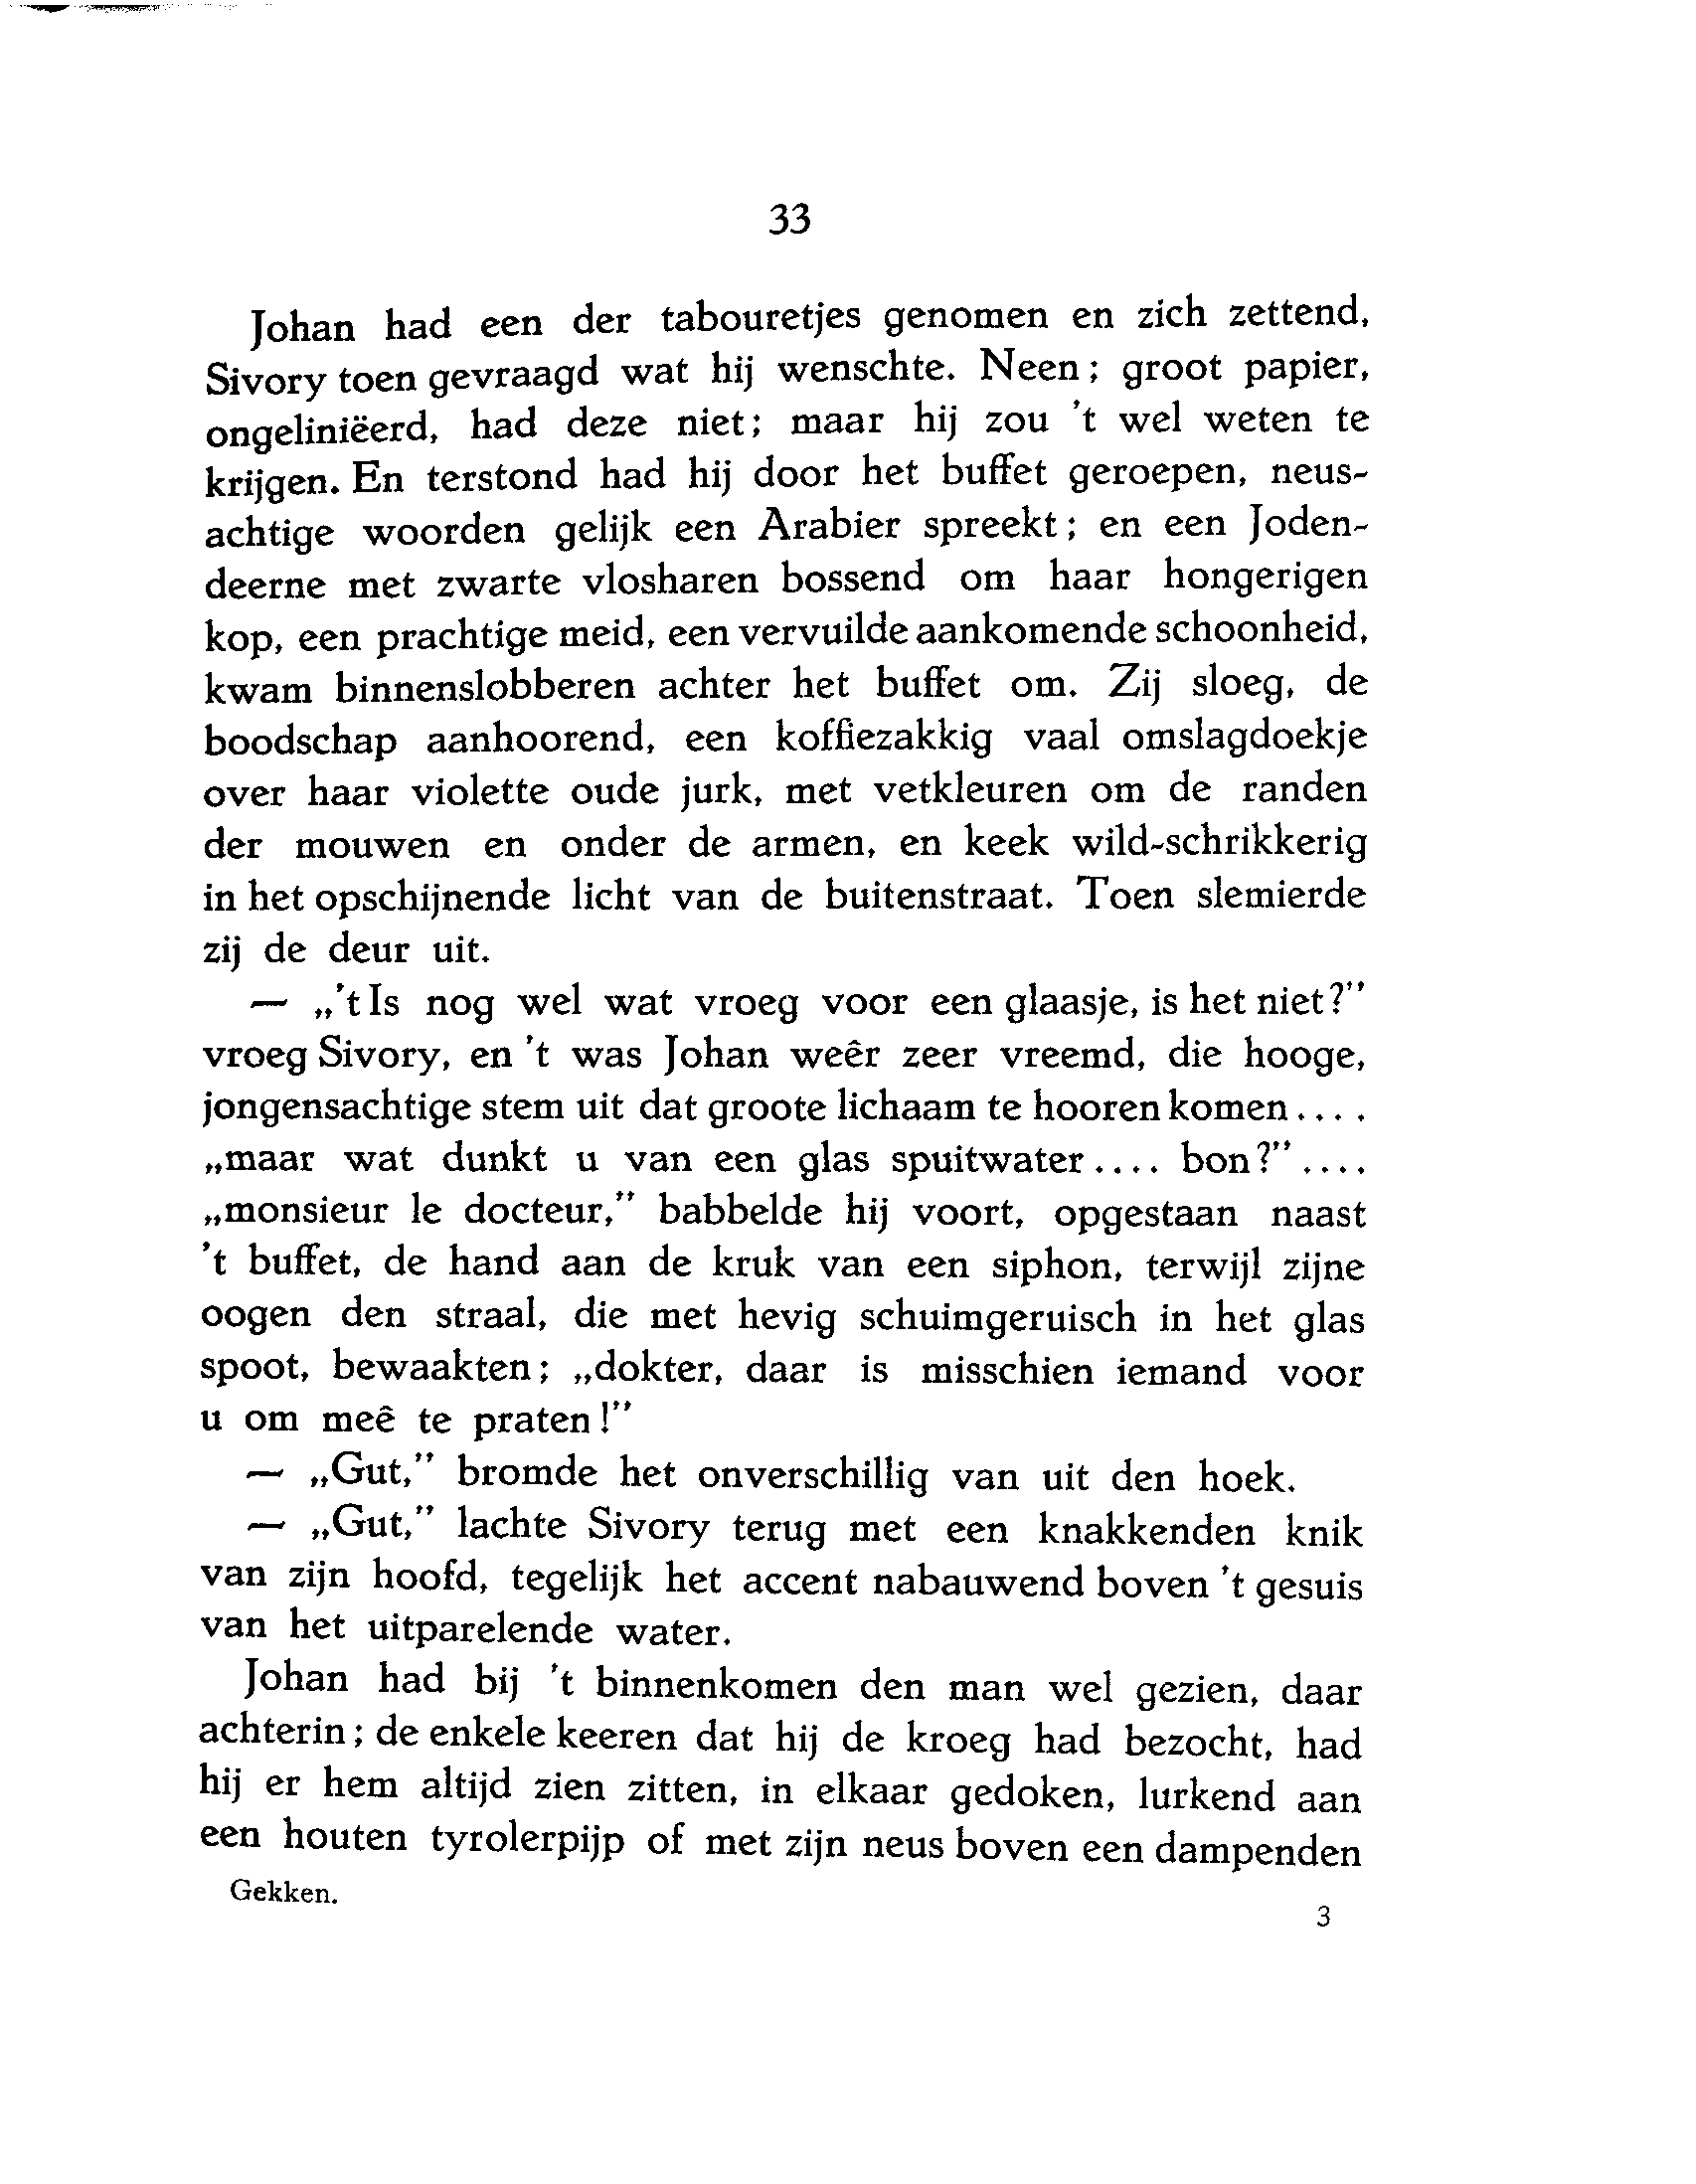 33
Johan had een der tabouretjes genomen en zich zettend,
Sivory toen gevraagd wat hij wenschte. Neen; groot papier,
ongeliniëerd, had deze niet; maar hij zou 't wel weten te
krijgen. En terstond had hij door het buffet geroepen, neus-
achtige woorden gelijk een Arabier spreekt; en een Joden-
deerne met zwarte vlosharen bossend om haar hongerigen
kop, een prachtige meid, een vervuilde aankomende schoonheid,
kwam binnenslobberen achter het buffet om. Zij sloeg, de
boodschap aanhoorend, een koffiezakkig vaal omslagdoekje
over haar violette oude jurk, met vetkleuren om de randen
der mouwen en onder de armen, en keek wild-schrikkerig
in het opschijnende licht van de buitenstraat. Toen slemierde
zij de deur uit.
— „'t Is nog wel wat vroeg voor een glaasje, is het niet?"
vroeg Sivory, en 't was Johan weêr zeer vreemd, die hooge,
jongensachtige stem uit dat groote lichaam te hooren komen....
„maar wat dunkt u van een glas spuitwater.... bon?"....
„monsieur le docteur," babbelde hij voort, opgestaan naast
't buffet, de hand aan de kruk van een siphon, terwijl zijne
oogen den straal, die met hevig schuimgeruisch in het glas
spoot, bewaakten; „dokter, daar is misschien iemand voor
u om meê te praten!"
— „Gut," bromde het onverschillig van uit den hoek.
— „Gut," lachte Sivory terug met een knakkenden knik
van zijn hoofd, tegelijk het accent nabauwend boven 't gesuis
van het uitparelende water.
Johan had bij 't binnenkomen den man wel gezien, daar
achterin; de enkele keeren dat hij de kroeg had bezocht, had
hij er hem altijd zien zitten, in elkaar gedoken, lurkend aan
een houten tyrolerpijp of met zijn neus boven een dampenden
Gekken.
3